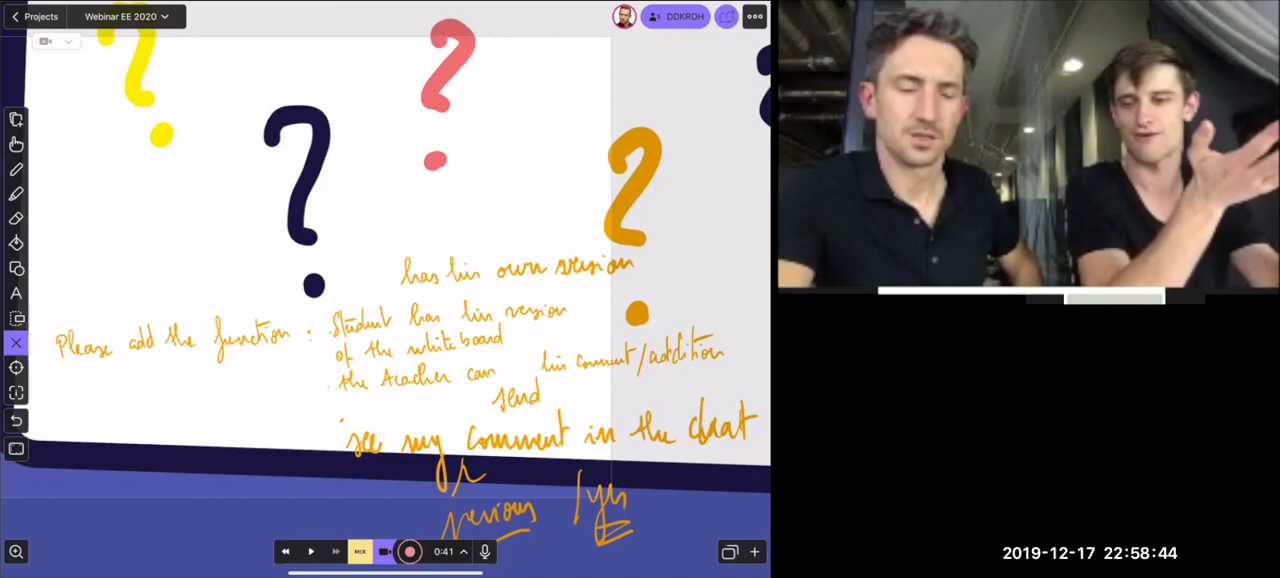 Projects
Webinar EE 2020
DDKRDH
has his own version
Please add the function : . Student has his version
of the whiteboard
. the teacher can send his comment/addition
. see my comment in the chat
previous
A
MIX
0:41
2019-12-17 22:58:44